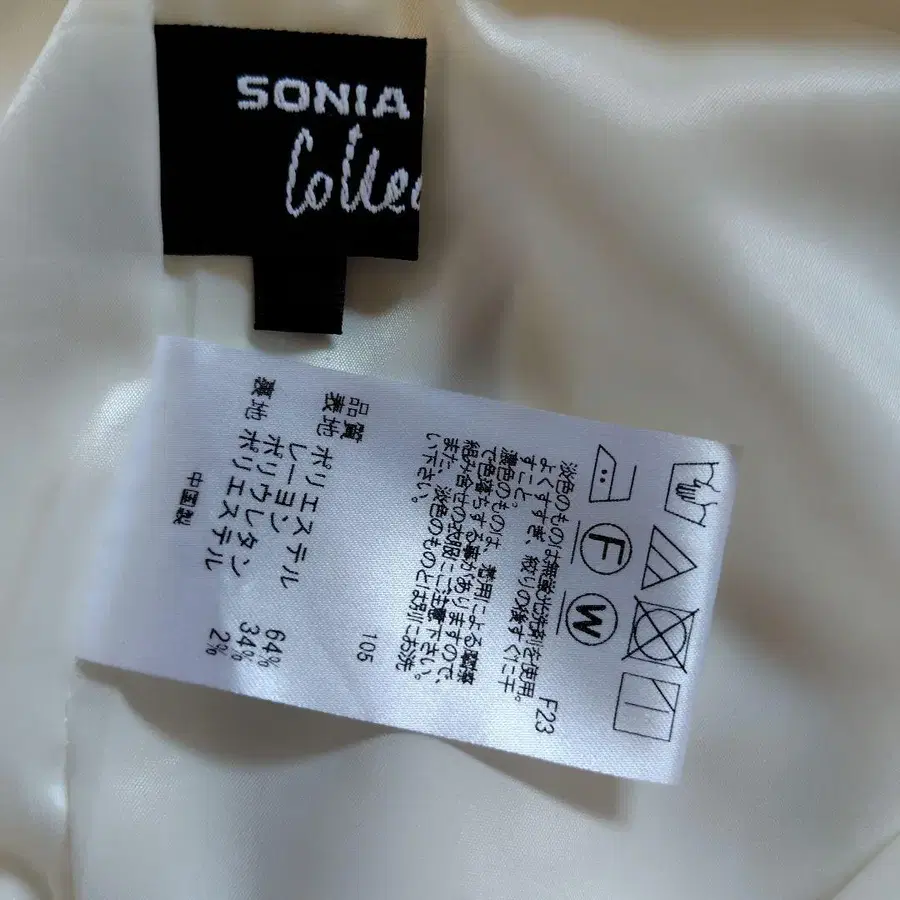 SONIA
Colle
F
W
F23
淡色のものは無蛍光洗剤を使用。
よくすすぎ、絞りの後すぐに干
すこと。
濃色のものは、着用による摩擦
で色落ちする事がありますので、
組み合せの衣服にご注意下さい。
また、淡色のものとは別にお洗
い下さい。
105
品質
表地 ポリエステル 64%
レーヨン 34%
ポリウレタン 2%
裏地 ポリエステル
中国製